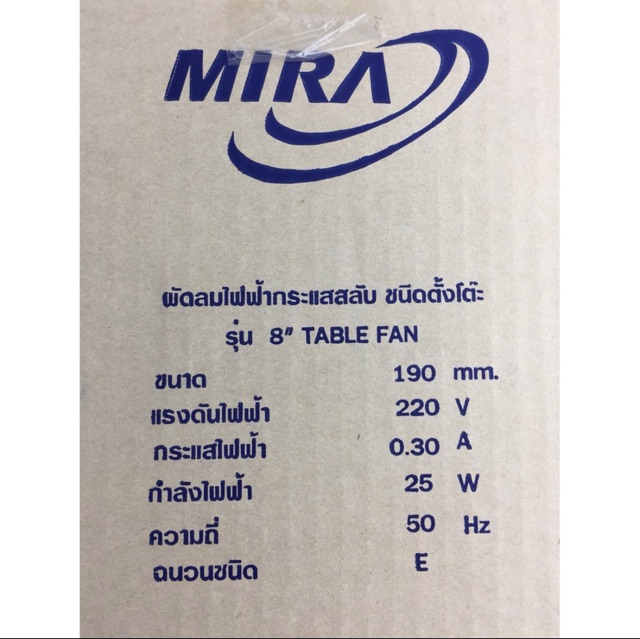 MIRA
พัดลมไฟฟ้ากระแสสลับ ชนิดตั้งโต๊ะ
รุ่น 8" TABLE FAN
ขนาด 190 mm.
แรงดันไฟฟ้า 220 V
กระแสไฟฟ้า 0.30 A
กำลังไฟฟ้า 25 W
ความถี่ 50 Hz
ฉนวนชนิด E